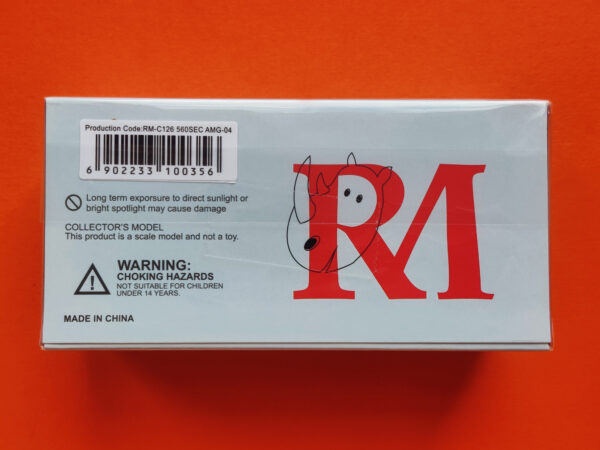 Production Code:RM-C126 560SEC AMG-04
6 902233 100356
Long term exporsure to direct sunlight or
bright spotlight may cause damage
COLLECTOR'S MODEL
This product is a scale model and not a toy.
WARNING:
CHOKING HAZARDS
NOT SUITABLE FOR CHILDREN
UNDER 14 YEARS.
MADE IN CHINA
RM